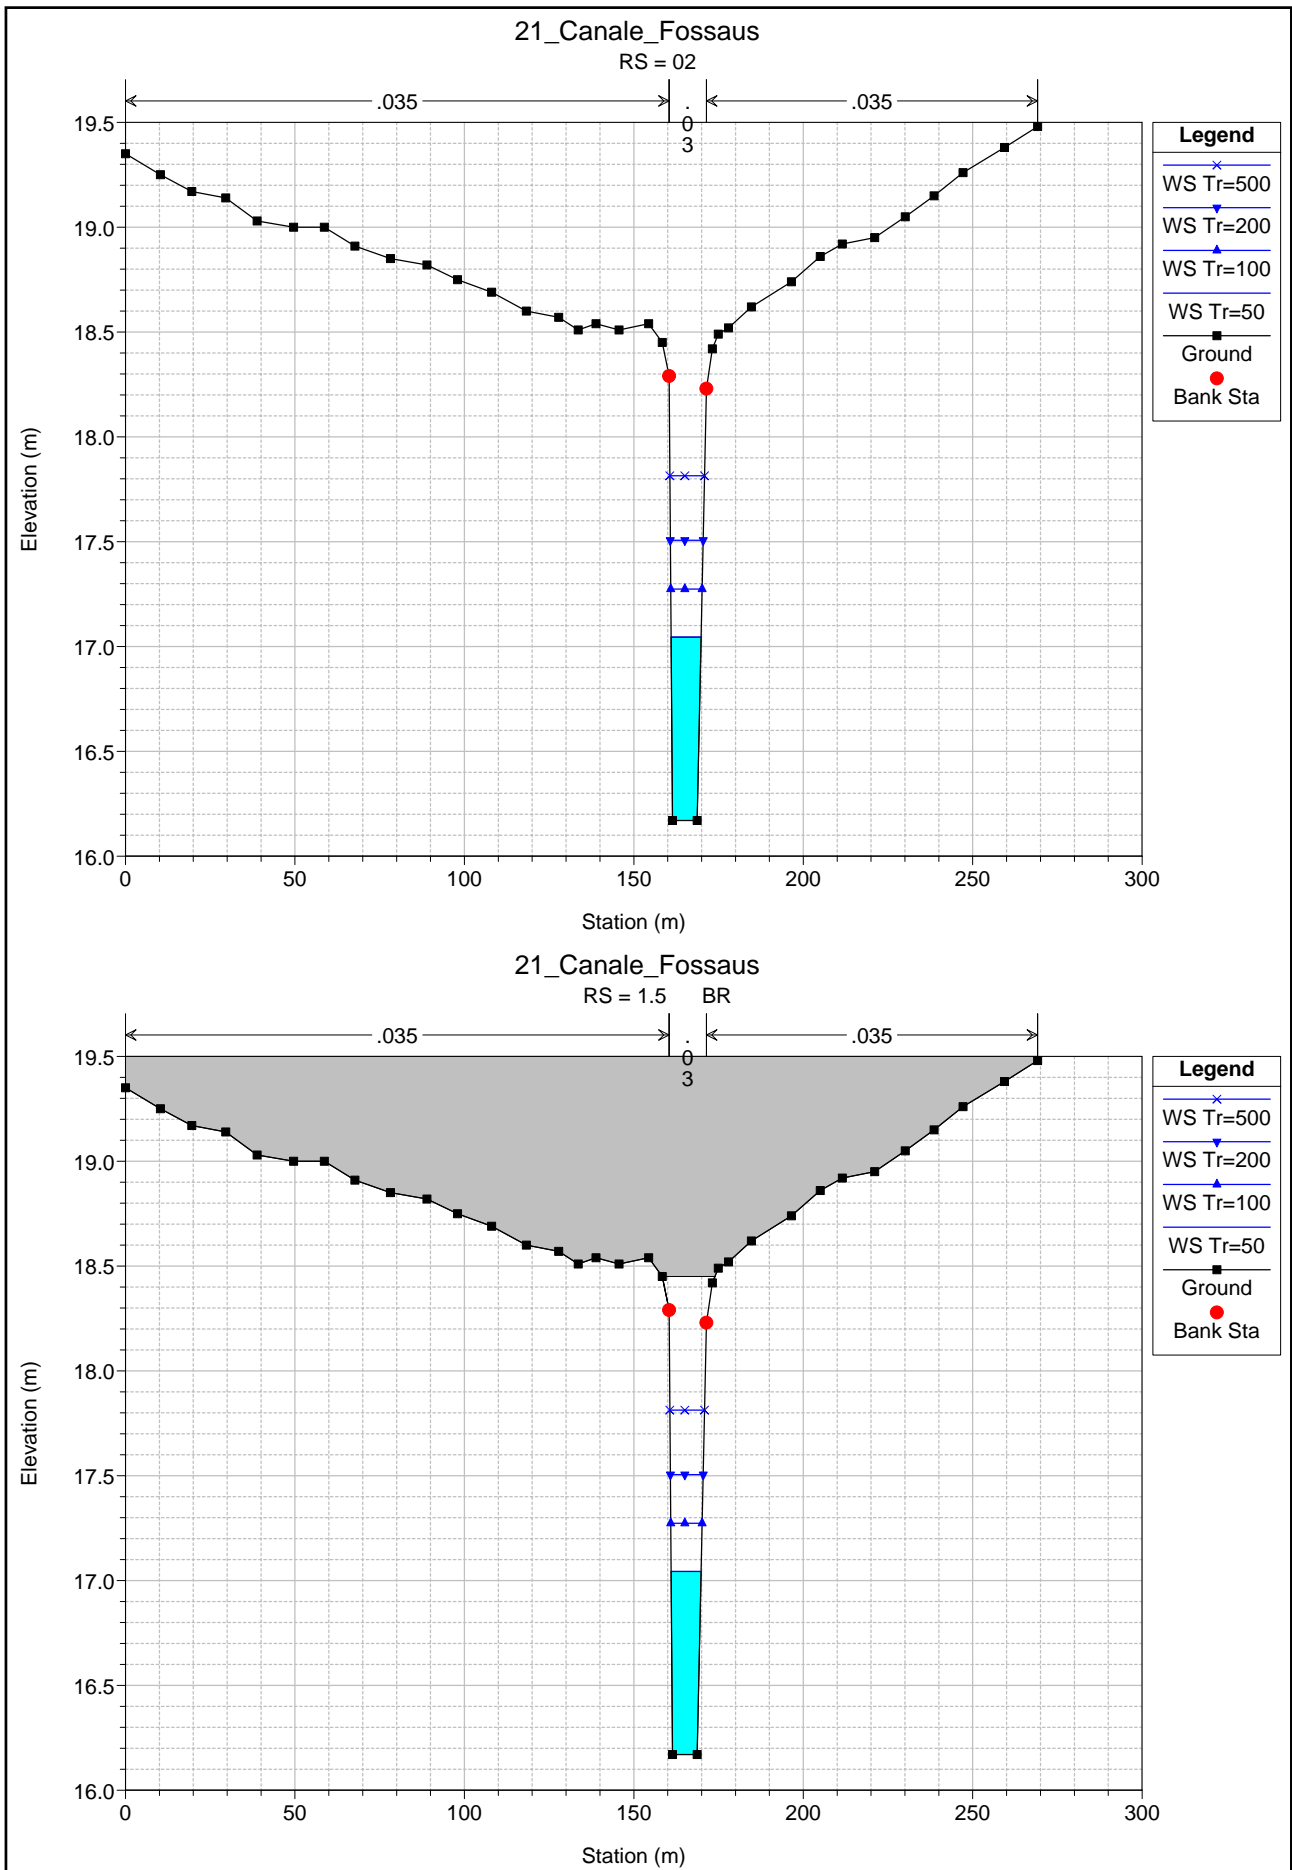 21_Canale_Fossaus
RS = 02
.035
.03
.035
19.5
19.0
18.5
18.0
17.5
17.0
16.5
16.0
Elevation (m)
0
50
100
150
200
250
300
Station (m)
Legend
WS Tr=500
WS Tr=200
WS Tr=100
WS Tr=50
Ground
Bank Sta
21_Canale_Fossaus
RS = 1.5 BR
.035
.03
.035
19.5
19.0
18.5
18.0
17.5
17.0
16.5
16.0
Elevation (m)
0
50
100
150
200
250
300
Station (m)
Legend
WS Tr=500
WS Tr=200
WS Tr=100
WS Tr=50
Ground
Bank Sta